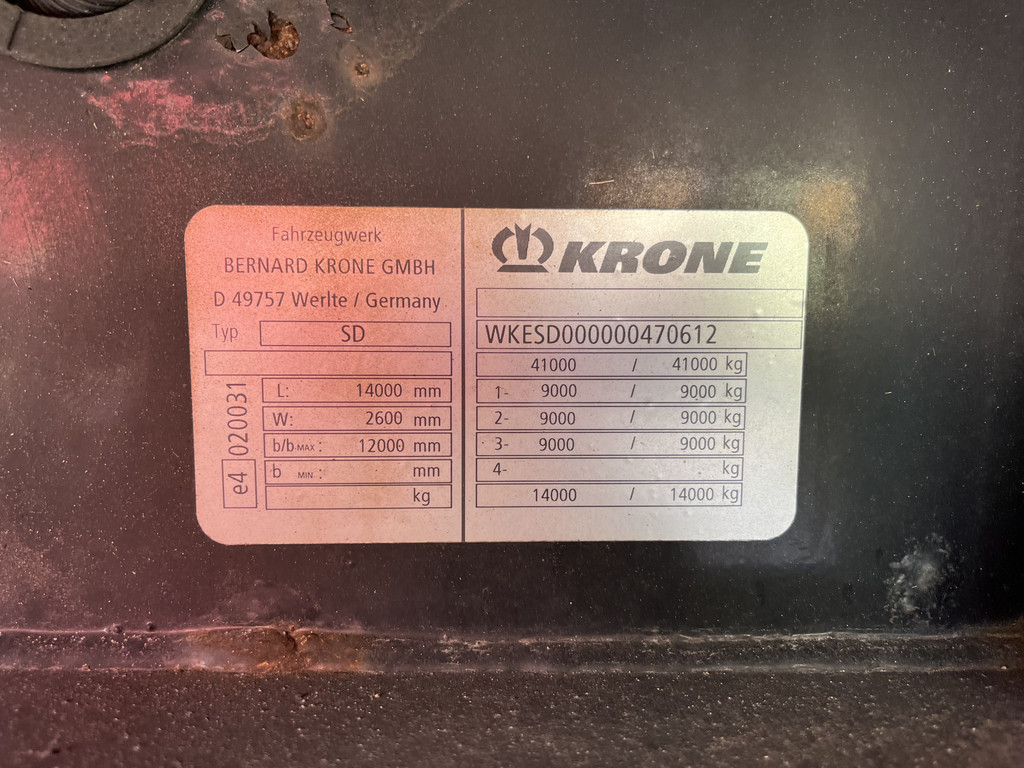 Fahrzeugwerk
BERNARD KRONE GMBH
D 49757 Werlte / Germany
Typ SD
L: 14000 mm
W: 2600 mm
b/b-MAX : 12000 mm
b MIN : mm
kg
e4 020031
KRONE
WKESD000000470612
41000 / 41000 kg
1- 9000 / 9000 kg
2- 9000 / 9000 kg
3- 9000 / 9000 kg
4- kg
14000 / 14000 kg